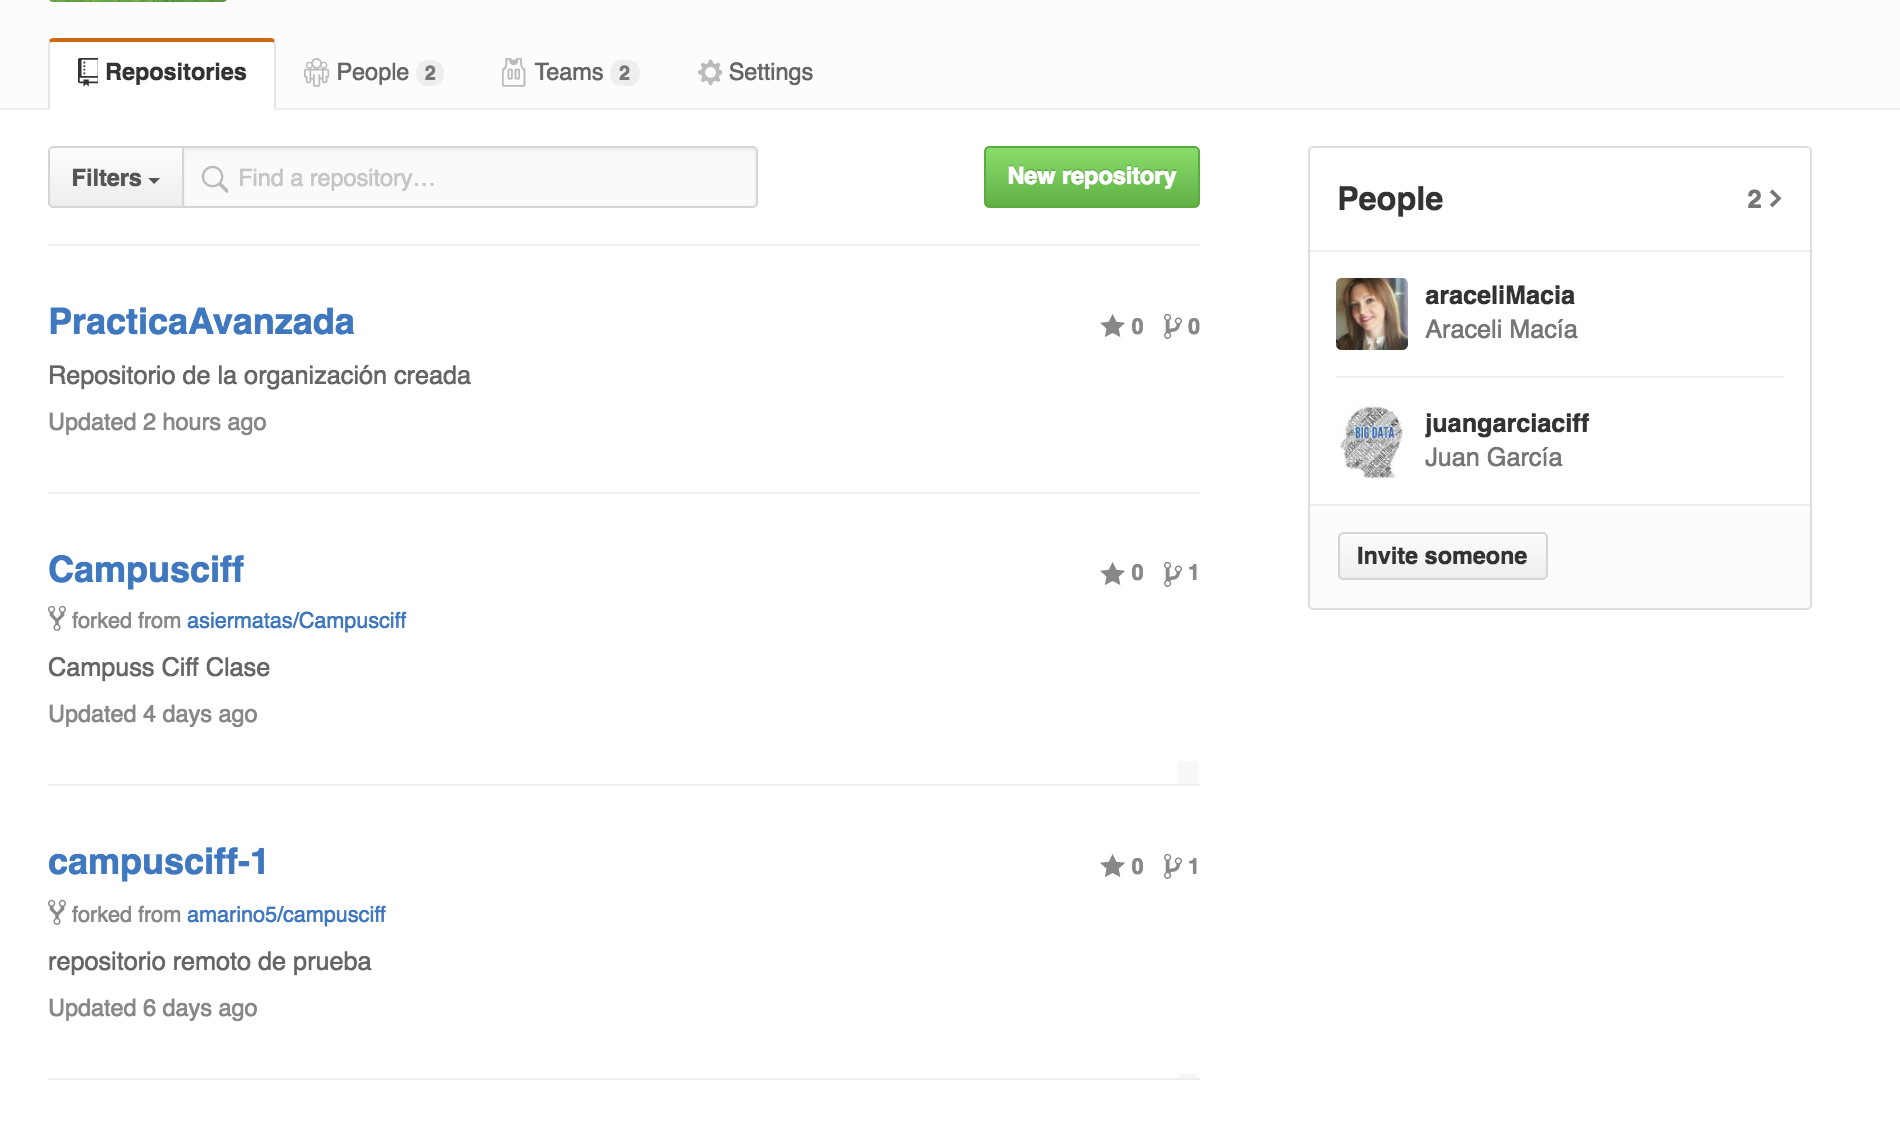 Repositories People 2 Teams 2 Settings
Filters Find a repository… New repository
PracticaAvanzada 0 0
Repositorio de la organización creada
Updated 2 hours ago
Campusciff 0 1
forked from asiermatas/Campusciff
Campuss Ciff Clase
Updated 4 days ago
campusciff-1 0 1
forked from amarino5/campusciff
repositorio remoto de prueba
Updated 6 days ago
People 2
araceliMacia
Araceli Macía
BIG DATA
juangarciaciff
Juan García
Invite someone